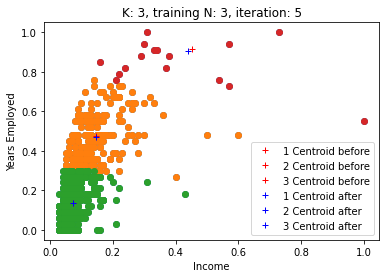 K: 3, training N: 3, iteration: 5
1.0
0.8
0.6
0.4
0.2
0.0
Years Employed
1 Centroid before
2 Centroid before
3 Centroid before
1 Centroid after
2 Centroid after
3 Centroid after
0.0 0.2 0.4 0.6 0.8 1.0
Income